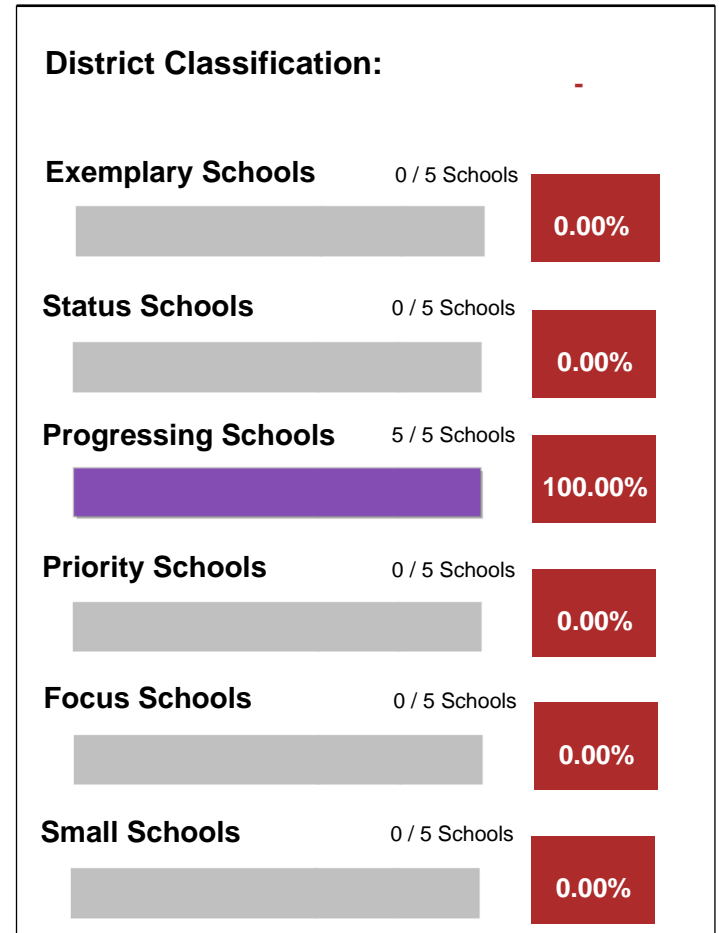 District Classification:
-
Exemplary Schools 0 / 5 Schools
0.00%
Status Schools 0 / 5 Schools
0.00%
Progressing Schools 5 / 5 Schools
100.00%
Priority Schools 0 / 5 Schools
0.00%
Focus Schools 0 / 5 Schools
0.00%
Small Schools 0 / 5 Schools
0.00%